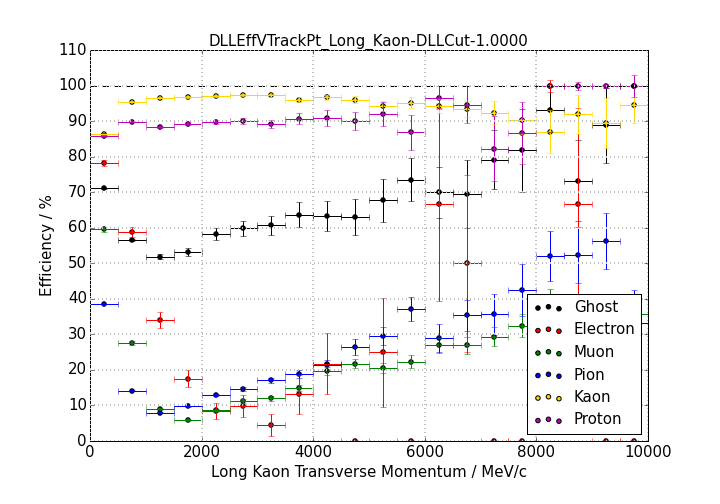 DLLEffVTrackPt_Long_Kaon-DLLCut-1.0000
110
100
90
80
70
60
50
40
30
20
10
0
Efficiency / %
Ghost
Electron
Muon
Pion
Kaon
Proton
0 2000 4000 6000 8000 10000
Long Kaon Transverse Momentum / MeV/c